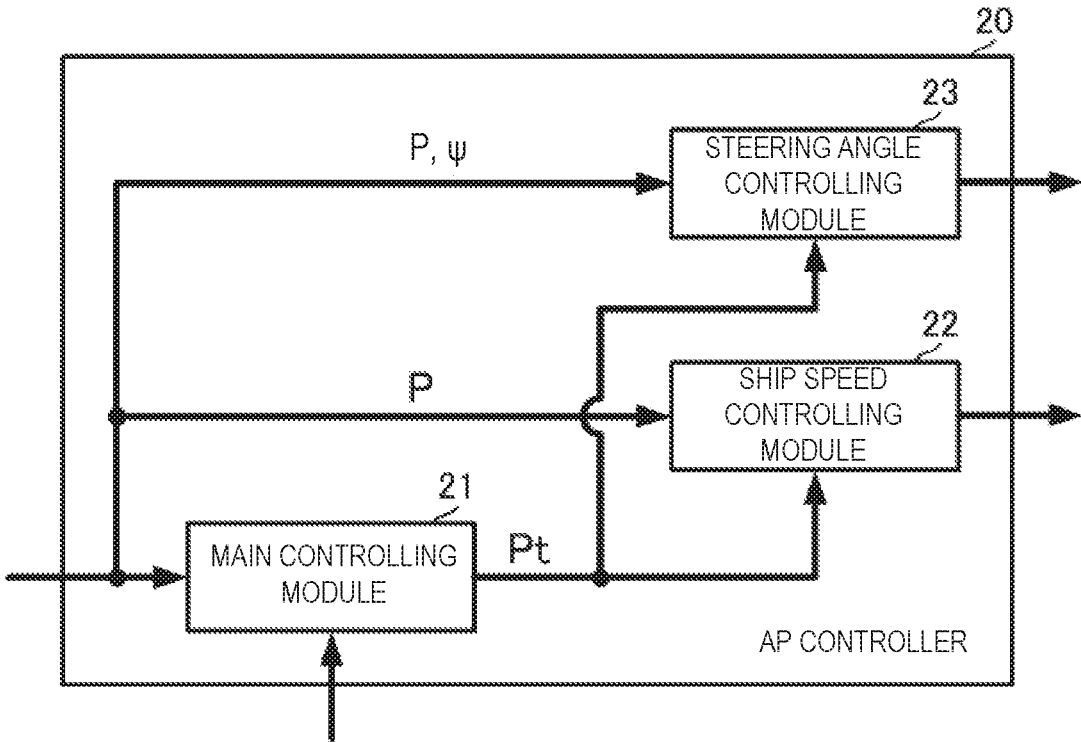 20
23
P, ψ
STEERING ANGLE
CONTROLLING
MODULE
22
P
SHIP SPEED
CONTROLLING
MODULE
21
MAIN CONTROLLING
MODULE
Pt
AP CONTROLLER